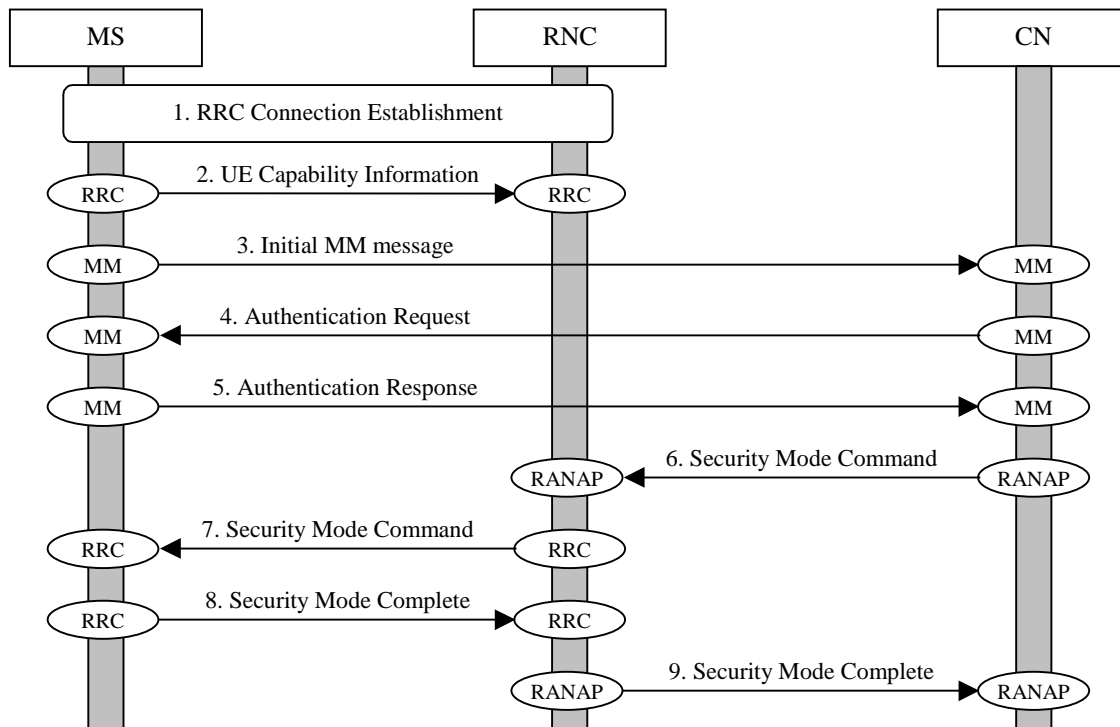 MS RNC CN
1. RRC Connection Establishment
2. UE Capability Information
RRC RRC
3. Initial MM message
MM MM
4. Authentication Request
MM MM
5. Authentication Response
MM MM
6. Security Mode Command
RANAP RANAP
7. Security Mode Command
RRC RRC
8. Security Mode Complete
RRC RRC
9. Security Mode Complete
RANAP RANAP